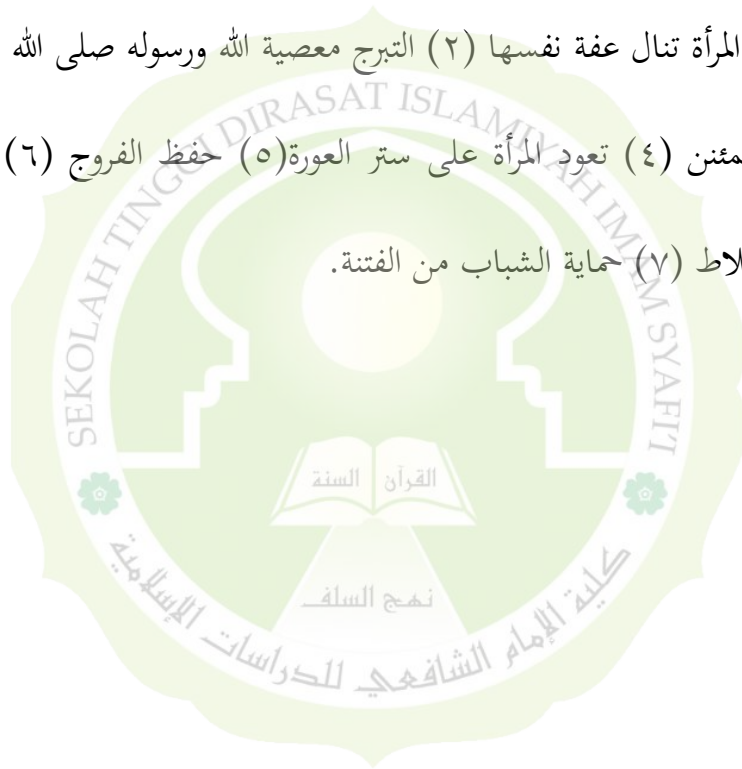 المرأة تنال عفة نفسها (٢) التبرج معصية الله ورسوله صلى الله
مئنن (٤) تعود المرأة على ستر العورة(٥) حفظ الفروج (٦)
لاط (٧) حماية الشباب من الفتنة.
SEKOLAH TINGGI DIRASAT ISLAMIYAH IMAM SYAFI'I
القرآن السنة
نهج السلف
كلية الإمام الشافعي للدراسات الإسلامية